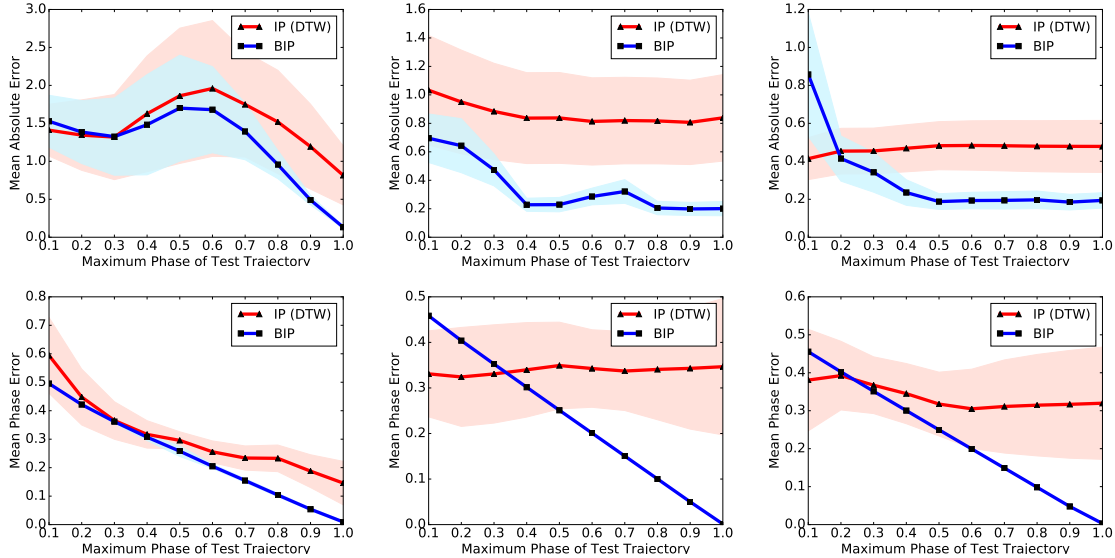 3.0
2.5
2.0
1.5
1.0
0.5
0.0
Mean Absolute Error
IP (DTW)
BIP
0.1 0.2 0.3 0.4 0.5 0.6 0.7 0.8 0.9 1.0
Maximum Phase of Test Trajectory
1.2
1.0
0.8
0.6
0.4
0.2
0.0
Mean Absolute Error
IP (DTW)
BIP
0.1 0.2 0.3 0.4 0.5 0.6 0.7 0.8 0.9 1.0
Maximum Phase of Test Trajectory
1.2
1.0
0.8
0.6
0.4
0.2
0.0
Mean Absolute Error
IP (DTW)
BIP
0.1 0.2 0.3 0.4 0.5 0.6 0.7 0.8 0.9 1.0
Maximum Phase of Test Trajectory
0.8
0.7
0.6
0.5
0.4
0.3
0.2
0.1
0.0
Mean Phase Error
IP (DTW)
BIP
0.1 0.2 0.3 0.4 0.5 0.6 0.7 0.8 0.9 1.0
Maximum Phase of Test Trajectory
0.5
0.4
0.3
0.2
0.1
0.0
Mean Phase Error
IP (DTW)
BIP
0.1 0.2 0.3 0.4 0.5 0.6 0.7 0.8 0.9 1.0
Maximum Phase of Test Trajectory
0.6
0.5
0.4
0.3
0.2
0.1
0.0
Mean Phase Error
IP (DTW)
BIP
0.1 0.2 0.3 0.4 0.5 0.6 0.7 0.8 0.9 1.0
Maximum Phase of Test Trajectory